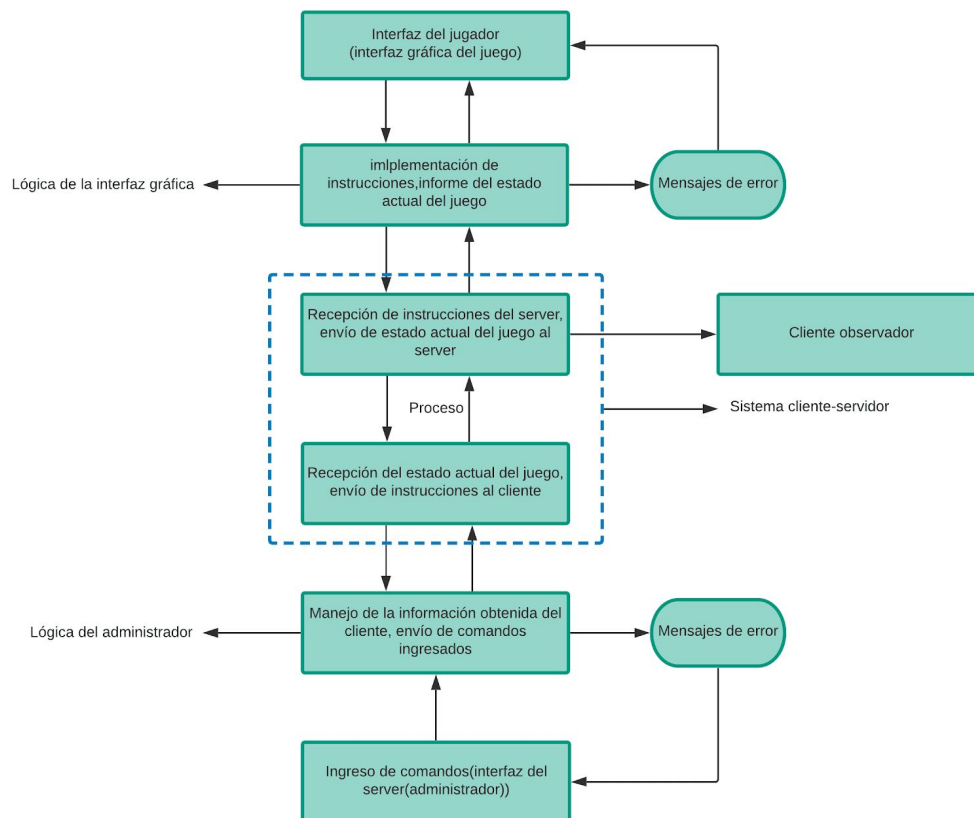 Interfaz del jugador
(interfaz gráfica del juego)
imlplementación de
instrucciones,informe del estado
actual del juego
Lógica de la interfaz gráfica
Mensajes de error
Recepción de instrucciones del server,
envío de estado actual del juego al
server
Cliente observador
Proceso
Sistema cliente-servidor
Recepción del estado actual del juego,
envío de instrucciones al cliente
Manejo de la información obtenida del
cliente, envío de comandos
ingresados
Lógica del administrador
Mensajes de error
Ingreso de comandos(interfaz del
server(administrador))